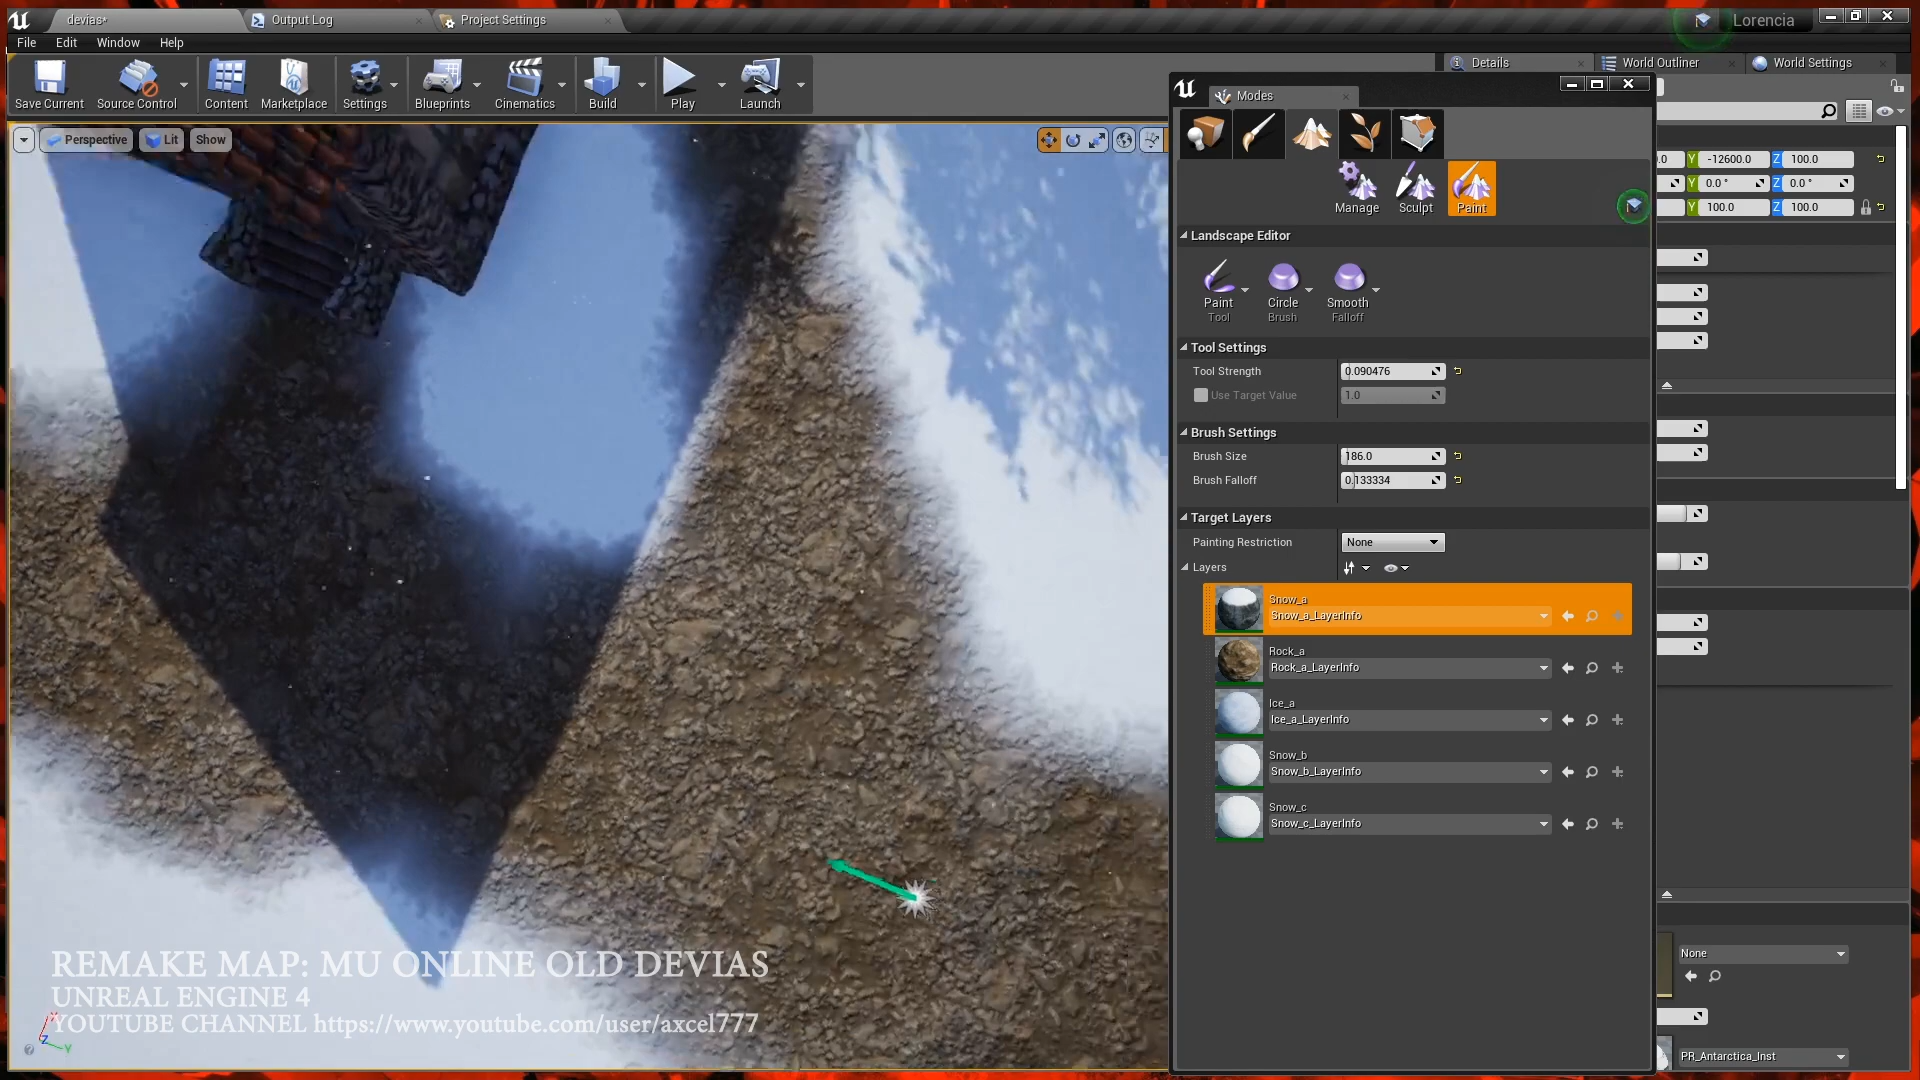 devias*
Output Log
Project Settings
Lorencia
File
Edit
Window
Help
Save Current
Source Control
Content
Marketplace
Settings
Blueprints
Cinematics
Build
Play
Launch
Details
World Outliner
World Settings
Perspective
Lit
Show
Modes
Manage
Sculpt
Paint
Y
-12600.0
Z
100.0
Y
0.0 °
Z
0.0 °
Y
100.0
Z
100.0
Landscape Editor
Paint
Tool
Circle
Brush
Smooth
Falloff
Tool Settings
Tool Strength
0.090476
Use Target Value
1.0
Brush Settings
Brush Size
186.0
Brush Falloff
0.133334
Target Layers
Painting Restriction
None
Layers
Snow_a
Snow_a_LayerInfo
Rock_a
Rock_a_LayerInfo
Ice_a
Ice_a_LayerInfo
Snow_b
Snow_b_LayerInfo
Snow_c
Snow_c_LayerInfo
None
PR_Antarctica_Inst
REMAKE MAP: MU ONLINE OLD DEVIAS
UNREAL ENGINE 4
YOUTUBE CHANNEL https://www.youtube.com/user/axcel777
Z
Y